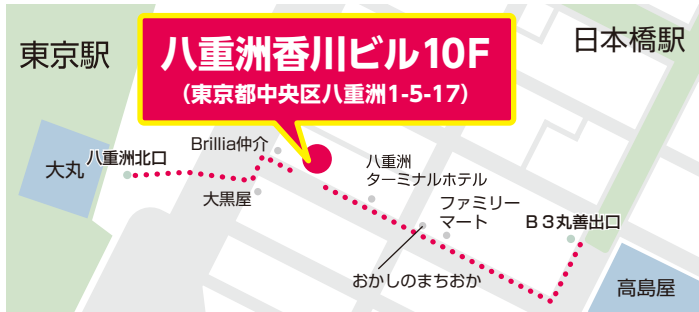 東京駅
八重洲香川ビル10F
(東京都中央区八重洲1-5-17)
日本橋駅
大丸
八重洲北口
Brillia仲介
大黒屋
八重洲
ターミナルホテル
ファミリー
マート
B3丸善出口
おかしのまちおか
高島屋